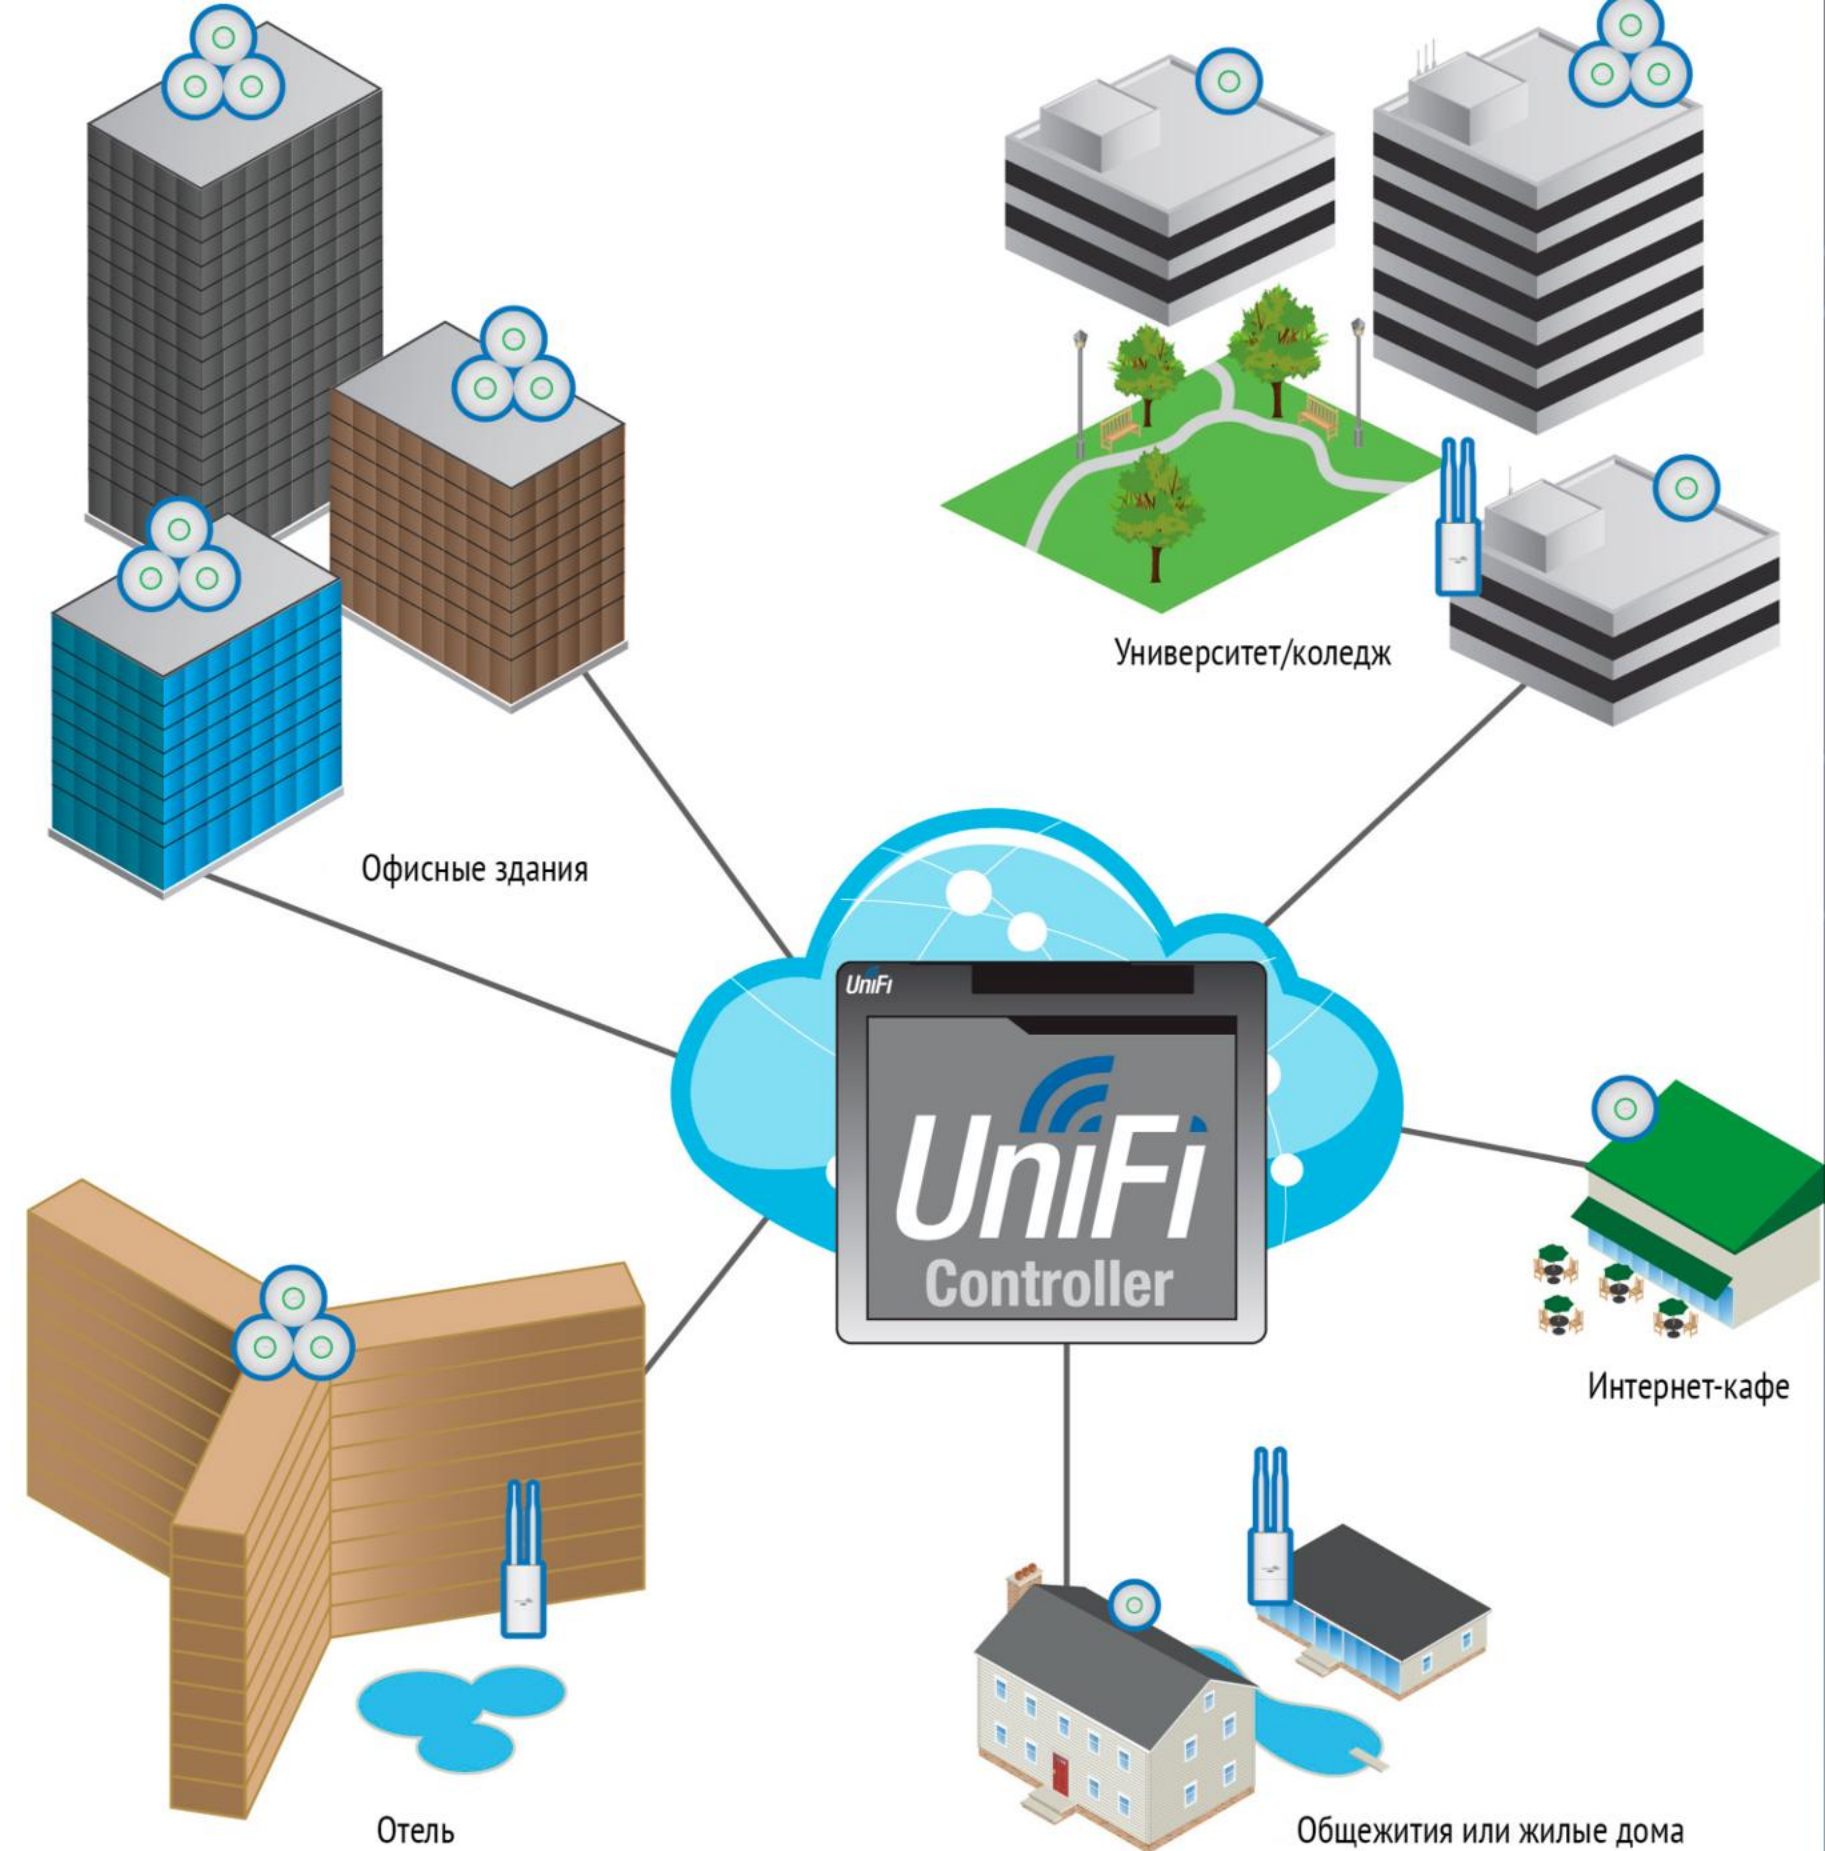 Университет/коледж
Офисные здания
UniFi
UniFi
Controller
Интернет-кафе
Отель
Общежития или жилые дома